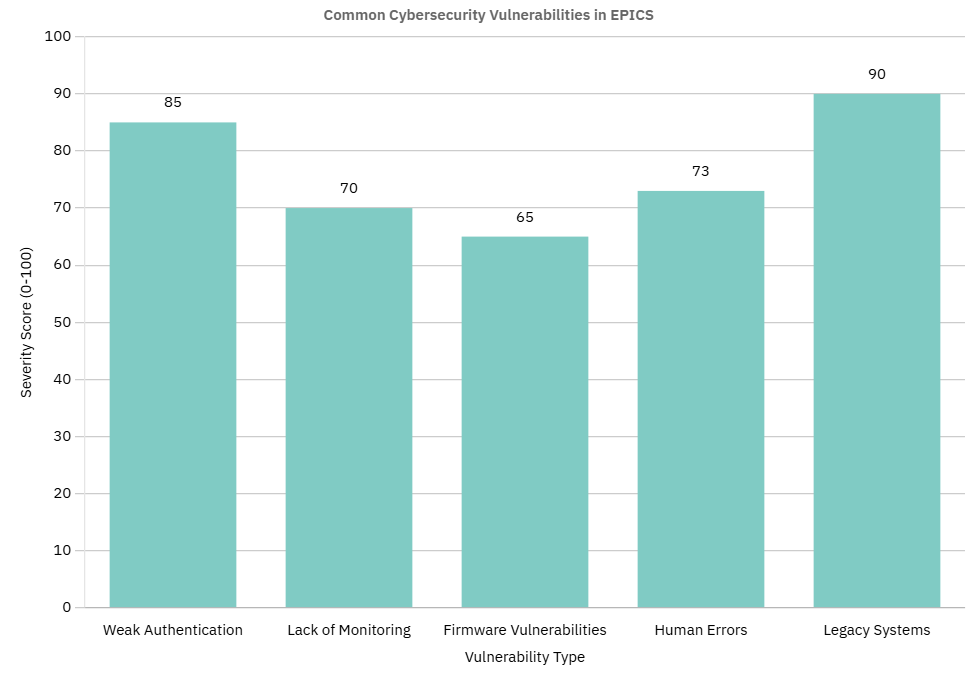 Common Cybersecurity Vulnerabilities in EPICS
100
90
80
70
60
50
40
30
20
10
0
Severity Score (0-100)
85
70
65
73
90
Weak Authentication
Lack of Monitoring
Firmware Vulnerabilities
Human Errors
Legacy Systems
Vulnerability Type